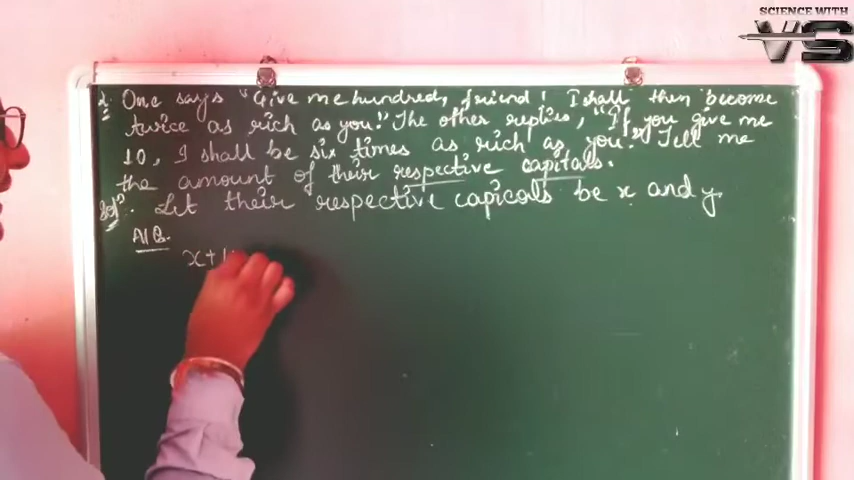 SCIENCE WITH
VS
2. One says "Give me hundred, friend! I shall then become
twice as rich as you!" The other replies, "If you give me
10, I shall be six times as rich as you." Tell me
the amount of their respective capitals.
Solⁿ. Let their respective capicals be x and y.
A/Q.
x+1